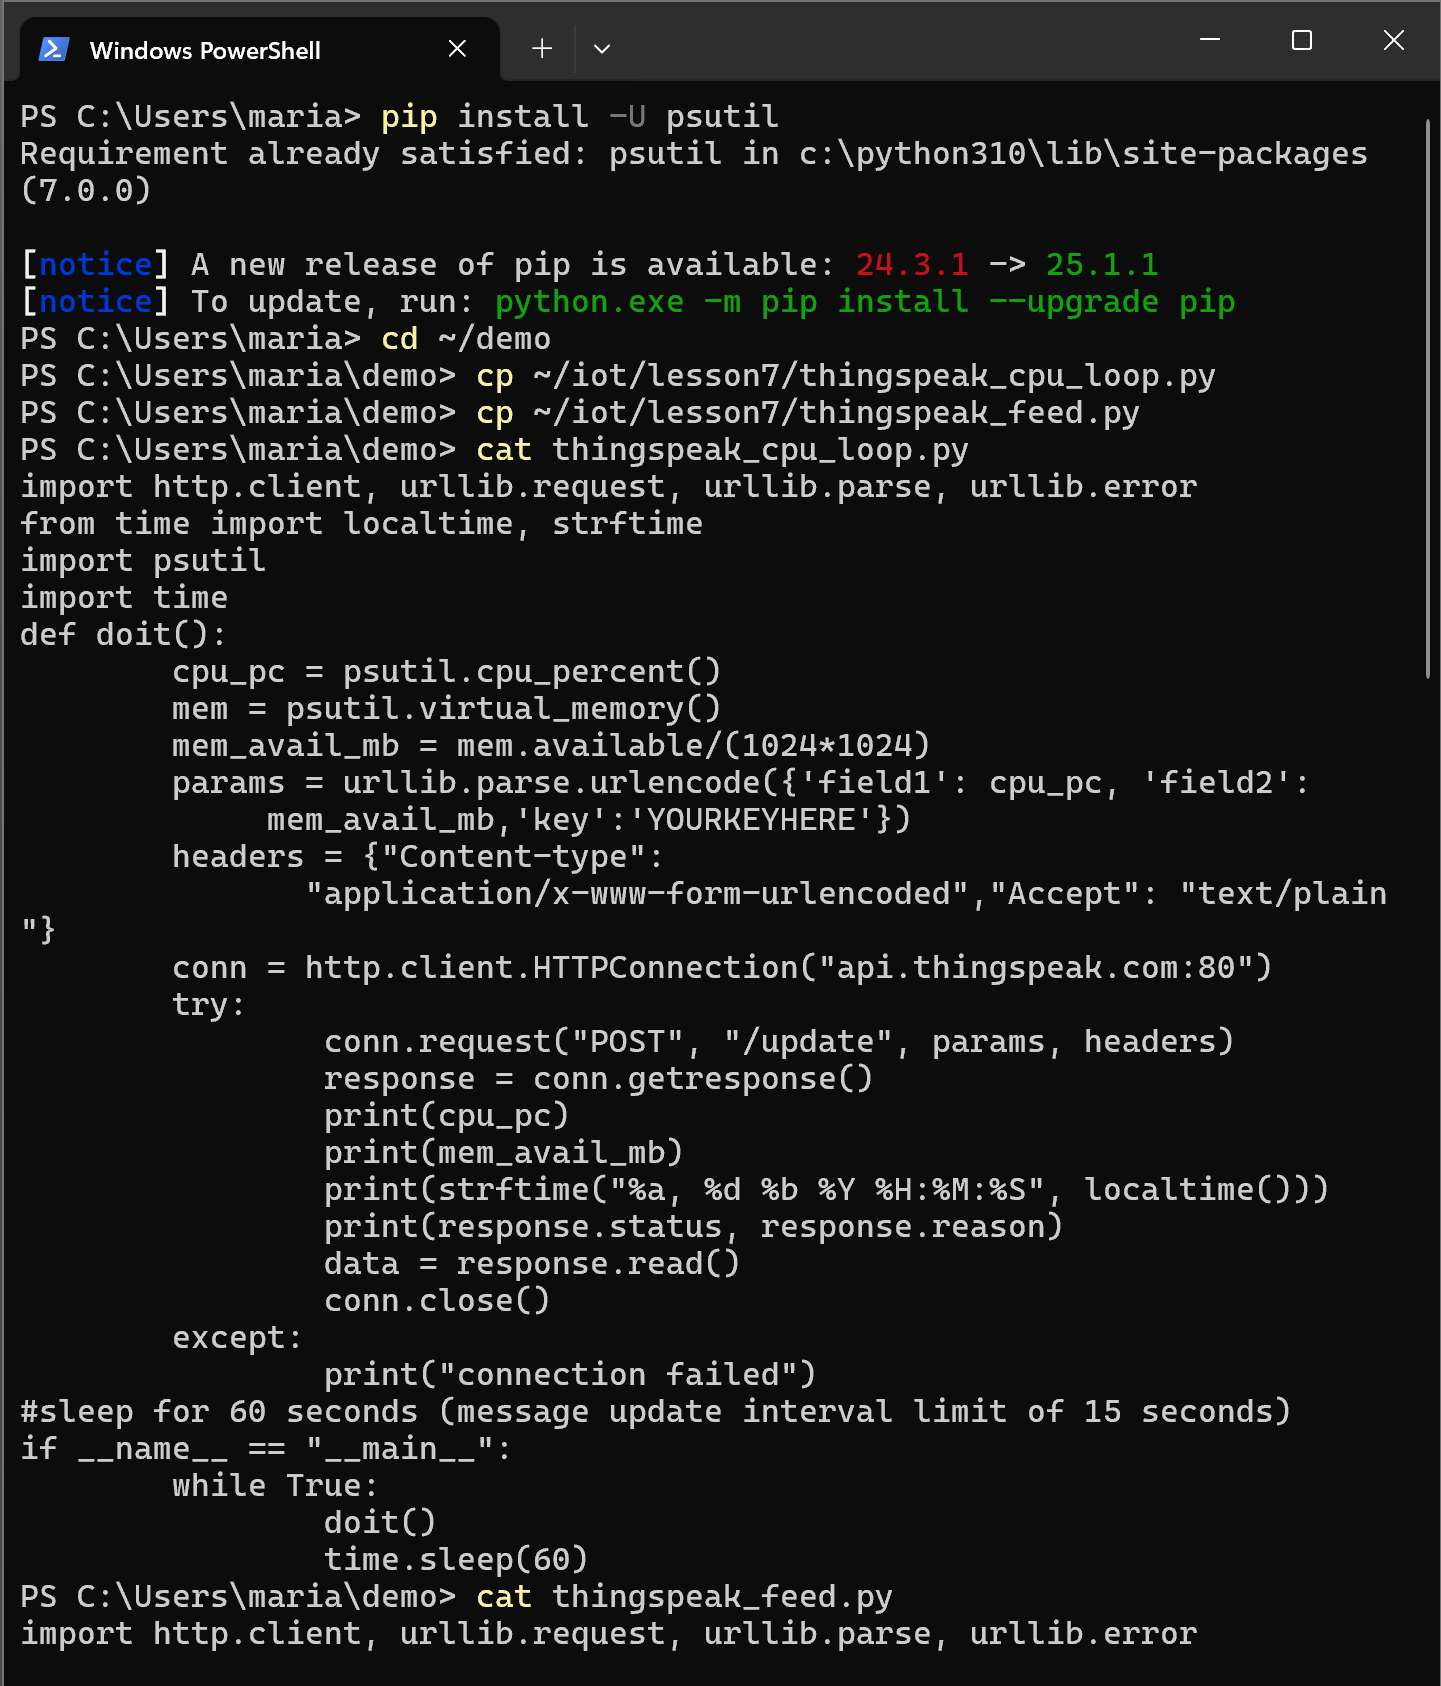 Windows PowerShell
PS C:\Users\maria> pip install -U psutil
Requirement already satisfied: psutil in c:\python310\lib\site-packages
(7.0.0)

[notice] A new release of pip is available: 24.3.1 -> 25.1.1
[notice] To update, run: python.exe -m pip install --upgrade pip
PS C:\Users\maria> cd ~/demo
PS C:\Users\maria\demo> cp ~/iot/lesson7/thingspeak_cpu_loop.py
PS C:\Users\maria\demo> cp ~/iot/lesson7/thingspeak_feed.py
PS C:\Users\maria\demo> cat thingspeak_cpu_loop.py
import http.client, urllib.request, urllib.parse, urllib.error
from time import localtime, strftime
import psutil
import time
def doit():
        cpu_pc = psutil.cpu_percent()
        mem = psutil.virtual_memory()
        mem_avail_mb = mem.available/(1024*1024)
        params = urllib.parse.urlencode({'field1': cpu_pc, 'field2':
             mem_avail_mb,'key':'YOURKEYHERE'})
        headers = {"Content-type":
               "application/x-www-form-urlencoded","Accept": "text/plain
"}
        conn = http.client.HTTPConnection("api.thingspeak.com:80")
        try:
                conn.request("POST", "/update", params, headers)
                response = conn.getresponse()
                print(cpu_pc)
                print(mem_avail_mb)
                print(strftime("%a, %d %b %Y %H:%M:%S", localtime()))
                print(response.status, response.reason)
                data = response.read()
                conn.close()
        except:
                print("connection failed")
#sleep for 60 seconds (message update interval limit of 15 seconds)
if __name__ == "__main__":
        while True:
                doit()
                time.sleep(60)
PS C:\Users\maria\demo> cat thingspeak_feed.py
import http.client, urllib.request, urllib.parse, urllib.error